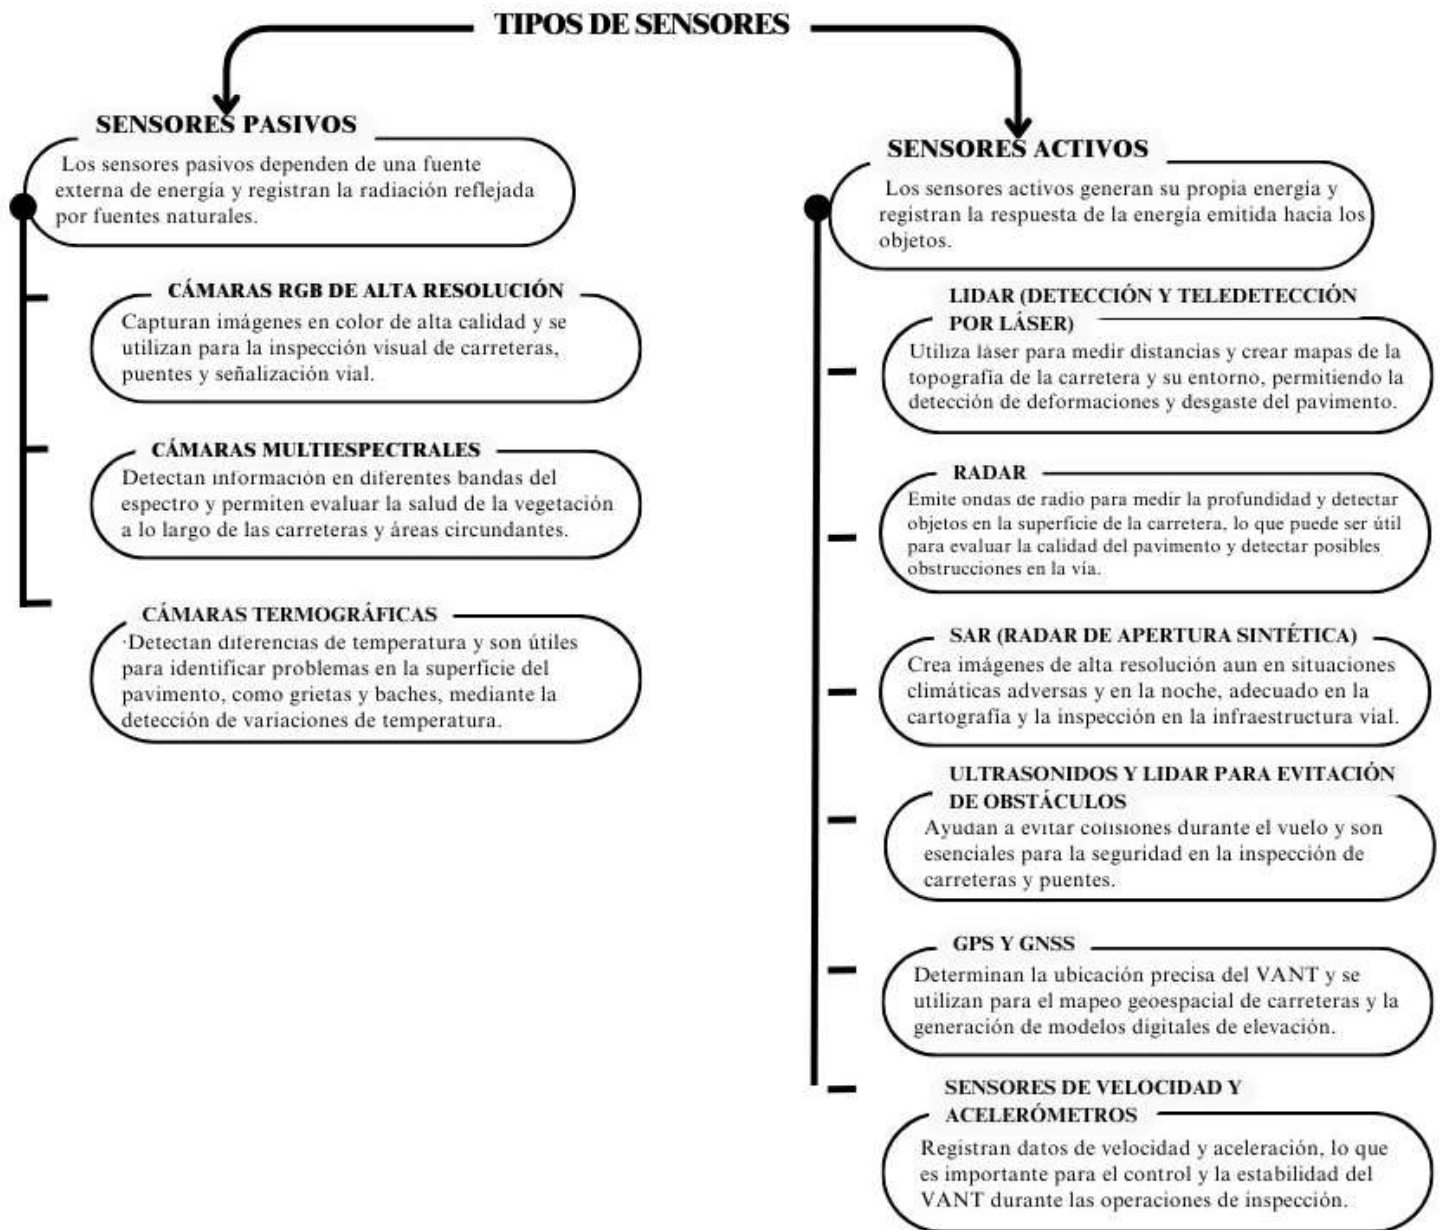 TIPOS DE SENSORES
SENSORES PASIVOS
Los sensores pasivos dependen de una fuente
externa de energía y registran la radiación reflejada
por fuentes naturales.
CÁMARAS RGB DE ALTA RESOLUCIÓN
Capturan imágenes en color de alta calidad y se
utilizan para la inspección visual de carreteras,
puentes y señalización vial.
CÁMARAS MULTIESPECTRALES
Detectan información en diferentes bandas del
espectro y permiten evaluar la salud de la vegetación
a lo largo de las carreteras y áreas circundantes.
CÁMARAS TERMOGRÁFICAS
·Detectan diferencias de temperatura y son útiles
para identificar problemas en la superficie del
pavimento, como grietas y baches, mediante la
detección de variaciones de temperatura.
SENSORES ACTIVOS
Los sensores activos generan su propia energía y
registran la respuesta de la energía emitida hacia los
objetos.
LIDAR (DETECCIÓN Y TELEDETECCIÓN
POR LÁSER)
Utiliza láser para medir distancias y crear mapas de la
topografía de la carretera y su entorno, permitiendo la
detección de deformaciones y desgaste del pavimento.
RADAR
Emite ondas de radio para medir la profundidad y detectar
objetos en la superficie de la carretera, lo que puede ser útil
para evaluar la calidad del pavimento y detectar posibles
obstrucciones en la vía.
SAR (RADAR DE APERTURA SINTÉTICA)
Crea imágenes de alta resolución aun en situaciones
climáticas adversas y en la noche, adecuado en la
cartografía y la inspección en la infraestructura vial.
ULTRASONIDOS Y LIDAR PARA EVITACIÓN
DE OBSTÁCULOS
Ayudan a evitar colisiones durante el vuelo y son
esenciales para la seguridad en la inspección de
carreteras y puentes.
GPS Y GNSS
Determinan la ubicación precisa del VANT y se
utilizan para el mapeo geoespacial de carreteras y la
generación de modelos digitales de elevación.
SENSORES DE VELOCIDAD Y
ACELERÓMETROS
Registran datos de velocidad y aceleración, lo que
es importante para el control y la estabilidad del
VANT durante las operaciones de inspección.